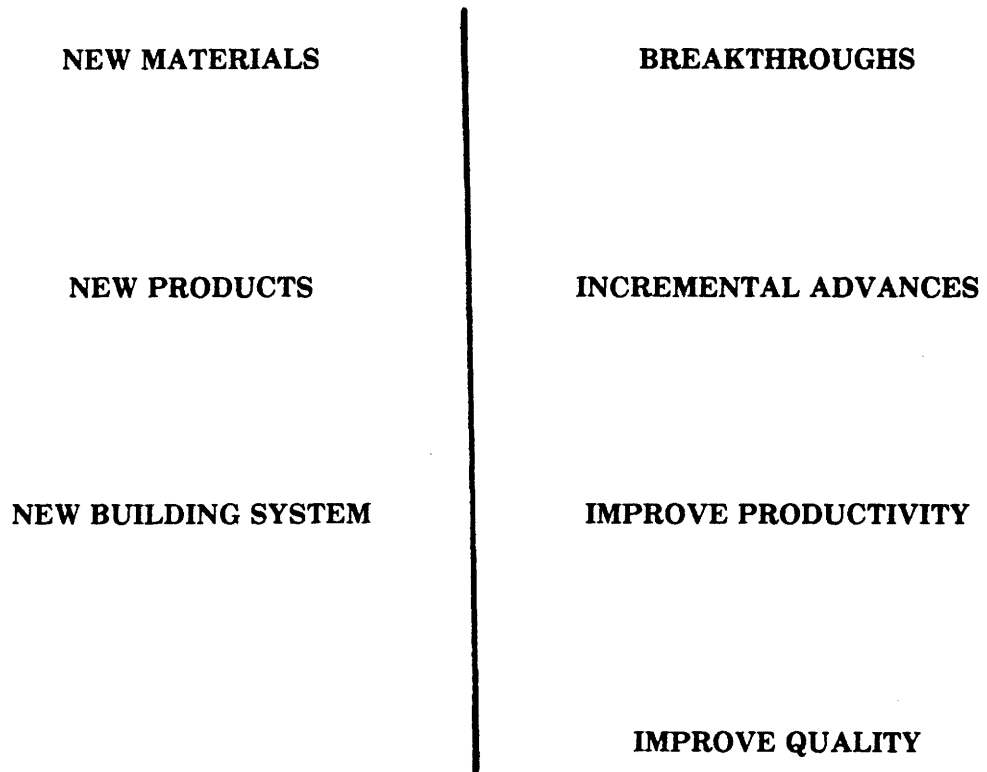 NEW MATERIALS
NEW PRODUCTS
NEW BUILDING SYSTEM
BREAKTHROUGHS
INCREMENTAL ADVANCES
IMPROVE PRODUCTIVITY
IMPROVE QUALITY